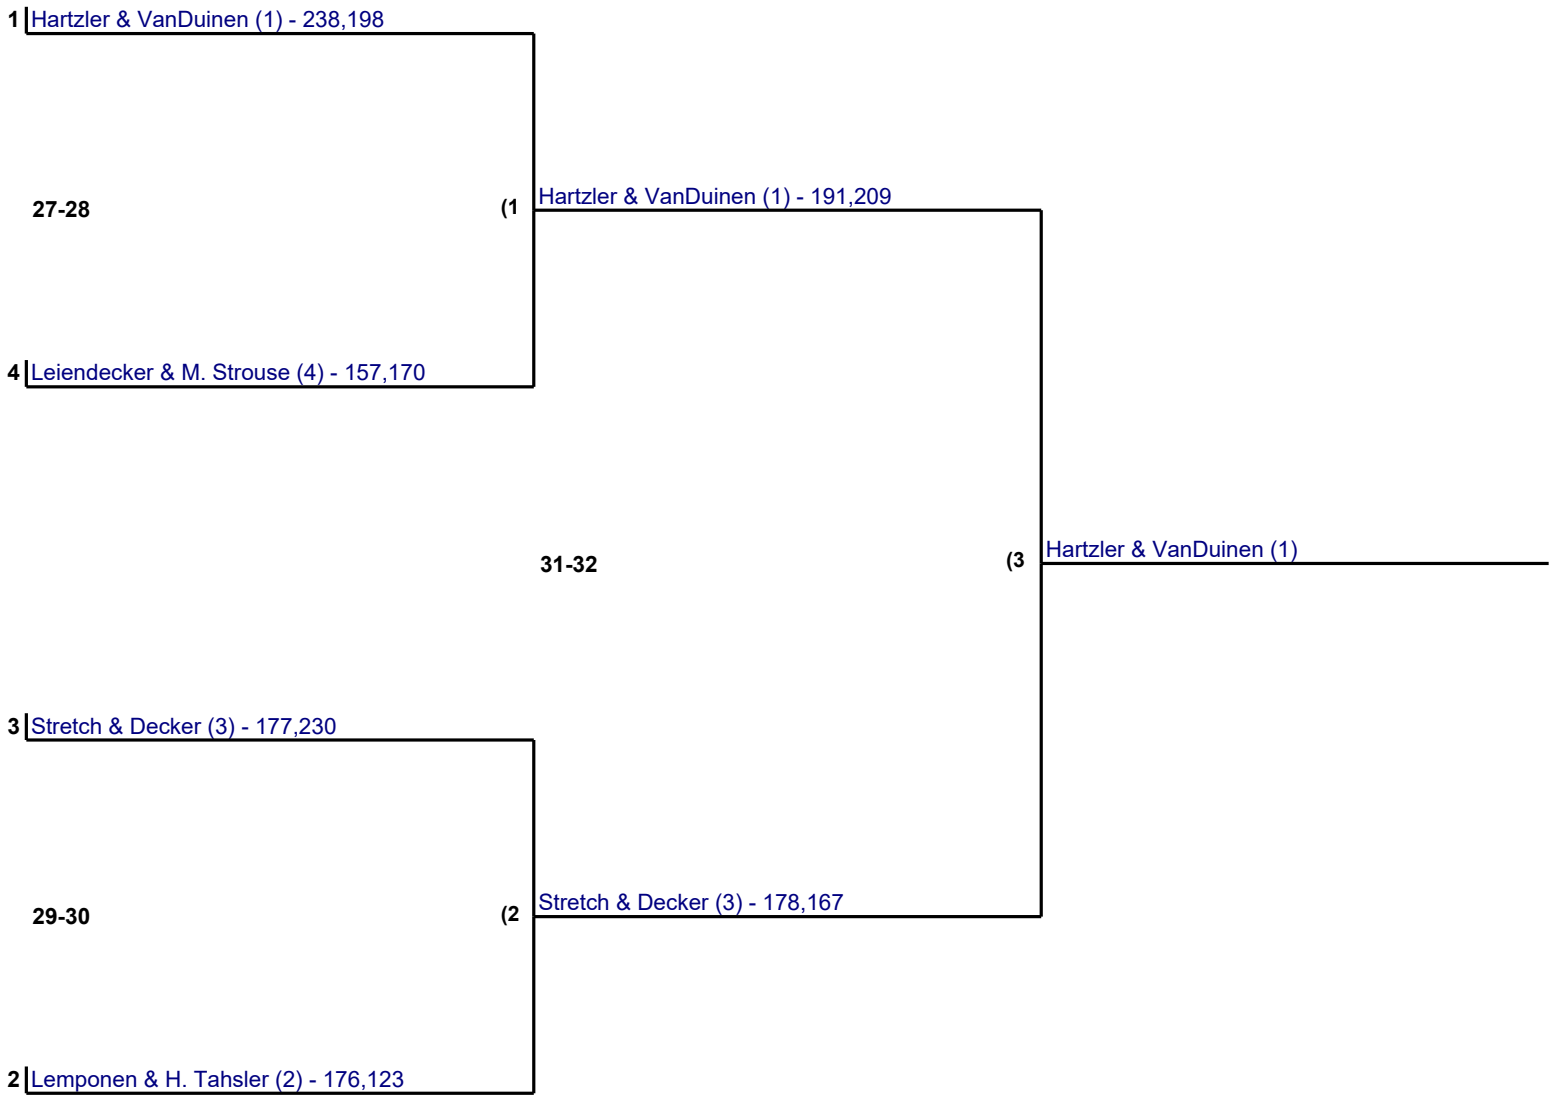 1 Hartzler & VanDuinen (1) - 238,198
27-28
(1
Hartzler & VanDuinen (1) - 191,209
4 Leiendecker & M. Strouse (4) - 157,170
31-32
(3
Hartzler & VanDuinen (1)
3 Stretch & Decker (3) - 177,230
29-30
(2
Stretch & Decker (3) - 178,167
2 Lemponen & H. Tahsler (2) - 176,123